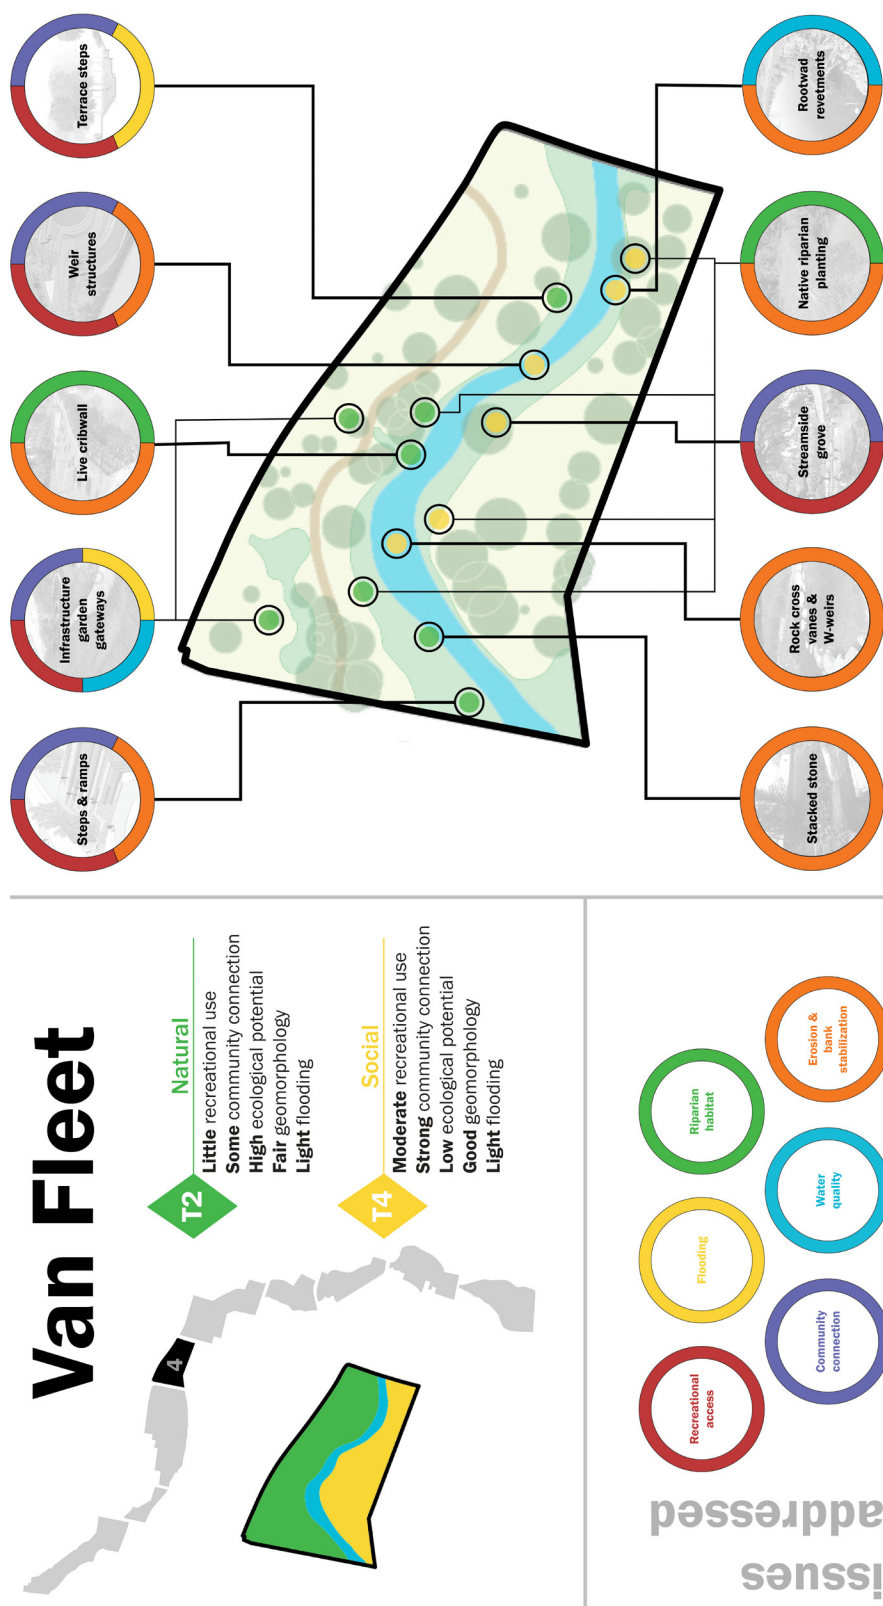 Van Fleet
4
T2
Natural
Little recreational use
Some community connection
High ecological potential
Fair geomorphology
Light flooding
T4
Social
Moderate recreational use
Strong community connection
Low ecological potential
Good geomorphology
Light flooding
issues
addressed
Recreational
access
Flooding
Riparian
habitat
Community
connection
Water
quality
Erosion &
bank
stabilization
Steps & ramps
Infrastructure
garden
gateways
Live cribwall
Weir
structures
Terrace steps
Stacked stone
Rock cross
vanes &
W-weirs
Streamside
grove
Native riparian
planting
Rootwad
revetments